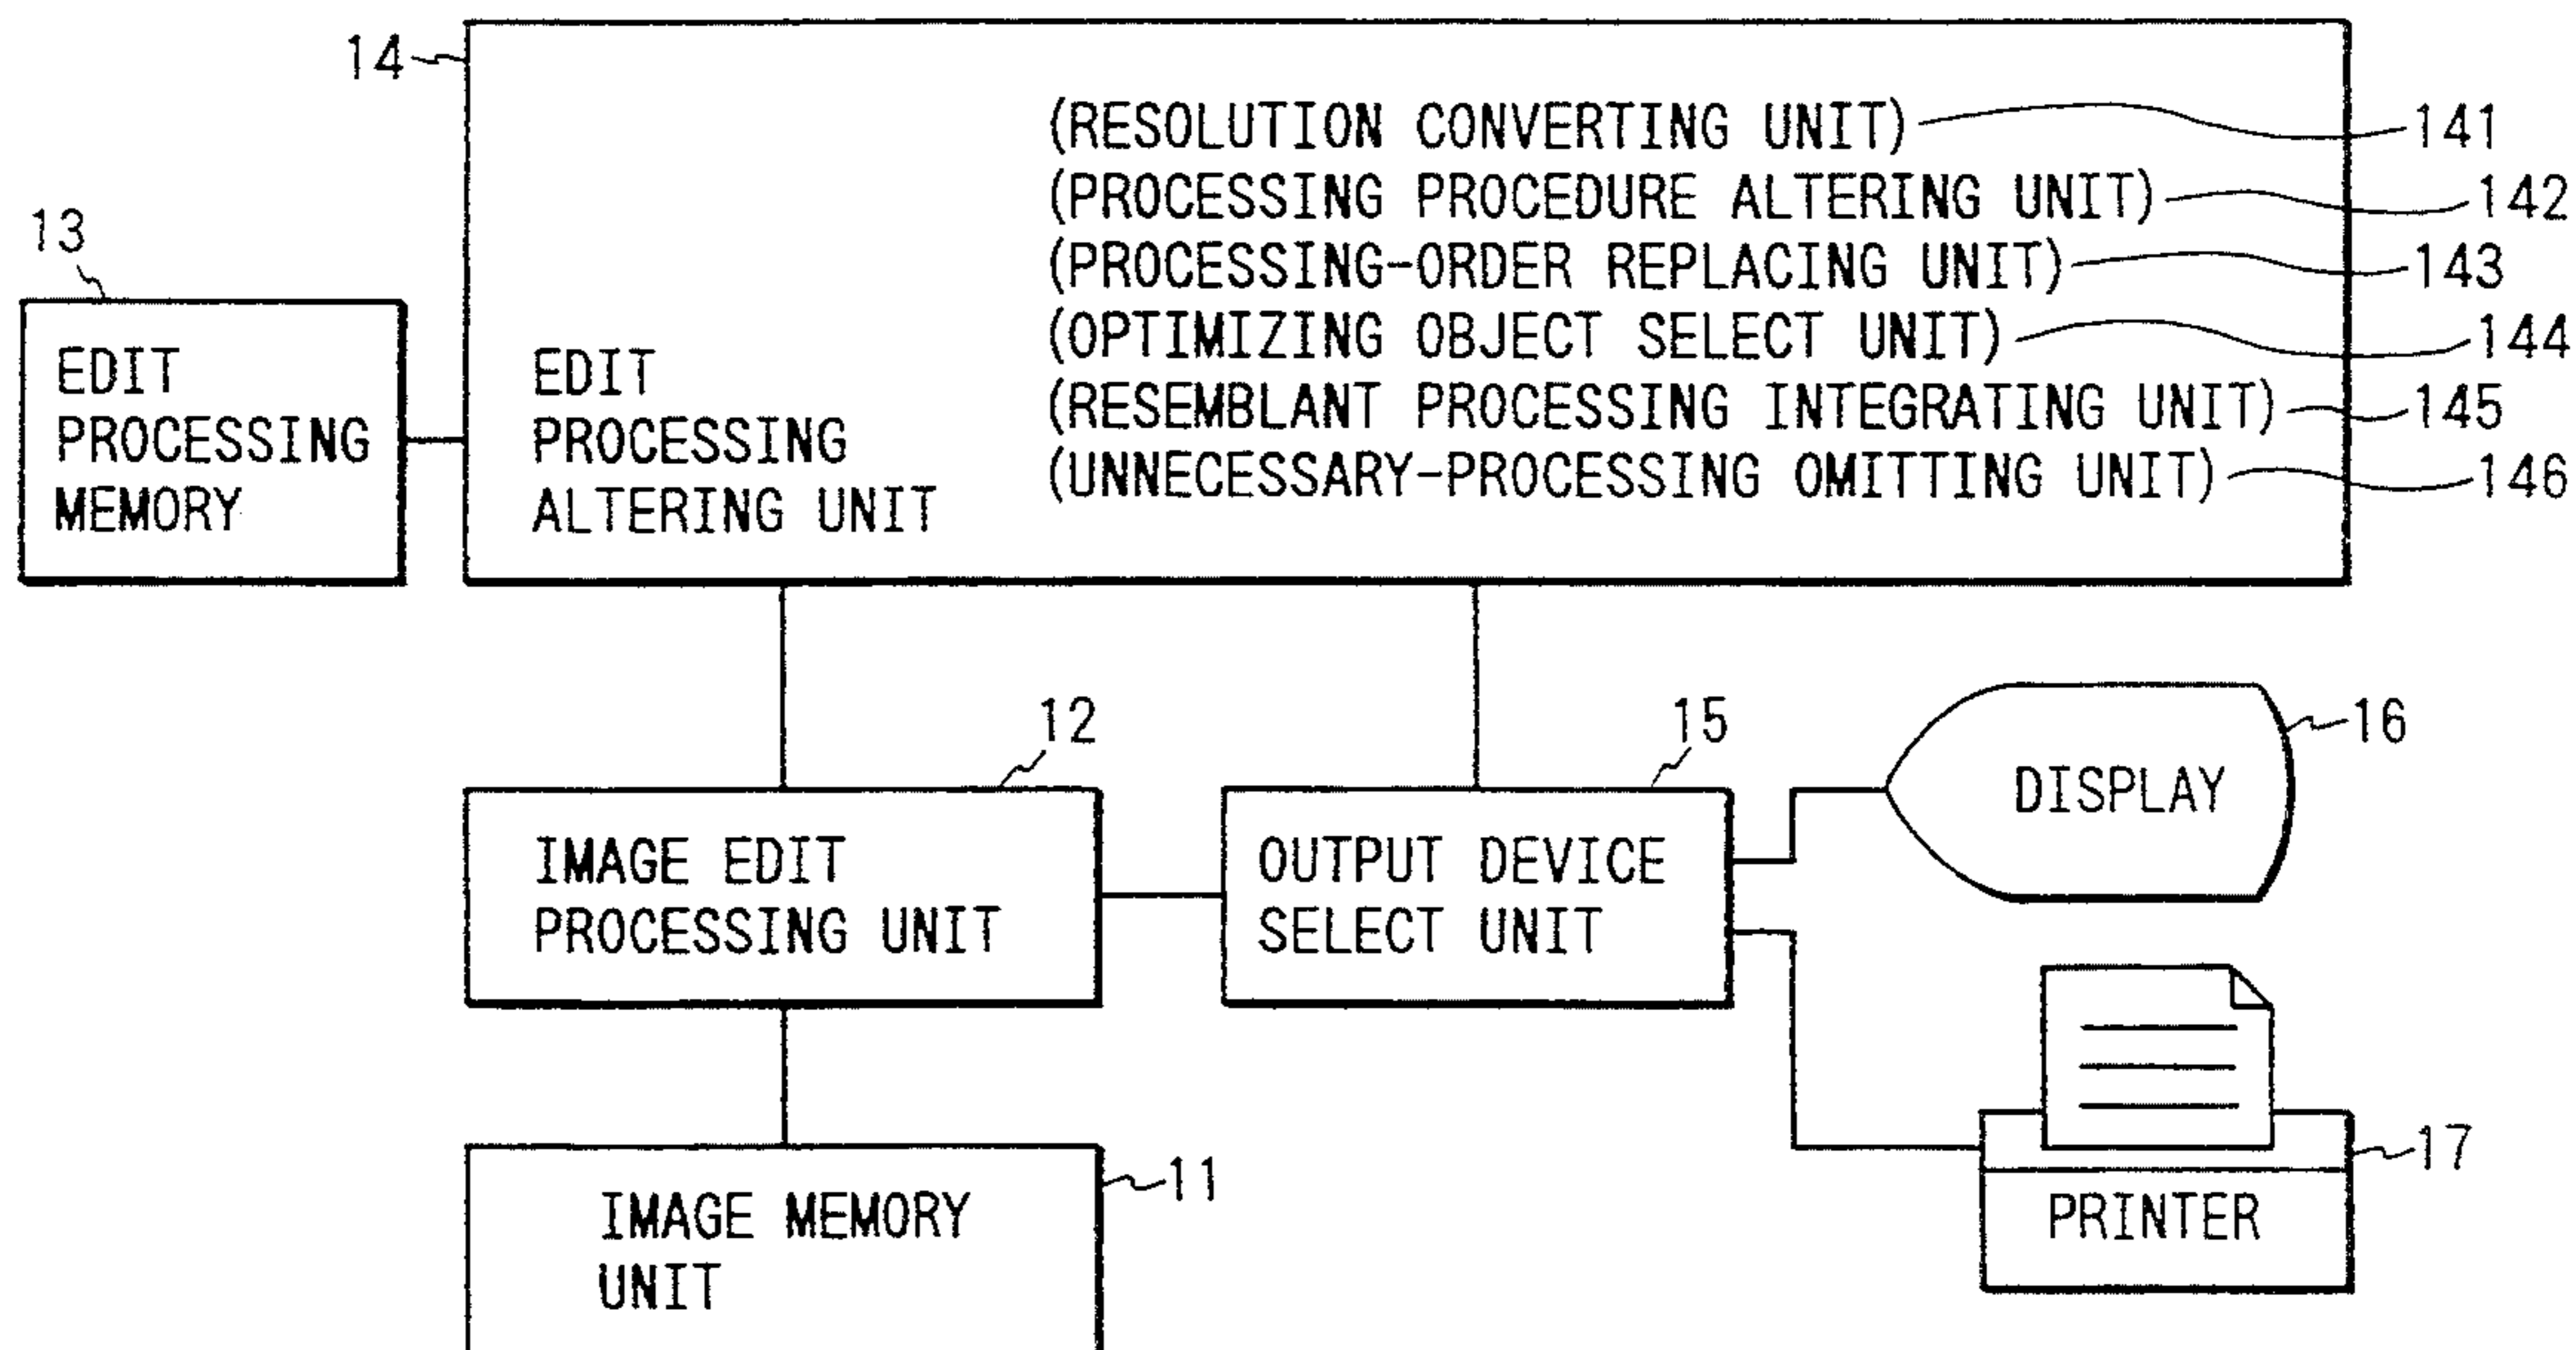 14
(RESOLUTION CONVERTING UNIT) 141
(PROCESSING PROCEDURE ALTERING UNIT) 142
(PROCESSING-ORDER REPLACING UNIT) 143
(OPTIMIZING OBJECT SELECT UNIT) 144
(RESEMBLANT PROCESSING INTEGRATING UNIT) 145
(UNNECESSARY-PROCESSING OMITTING UNIT) 146
13
EDIT
PROCESSING
MEMORY
EDIT
PROCESSING
ALTERING UNIT
12
IMAGE EDIT
PROCESSING UNIT
15
OUTPUT DEVICE
SELECT UNIT
16
DISPLAY
11
IMAGE MEMORY
UNIT
17
PRINTER